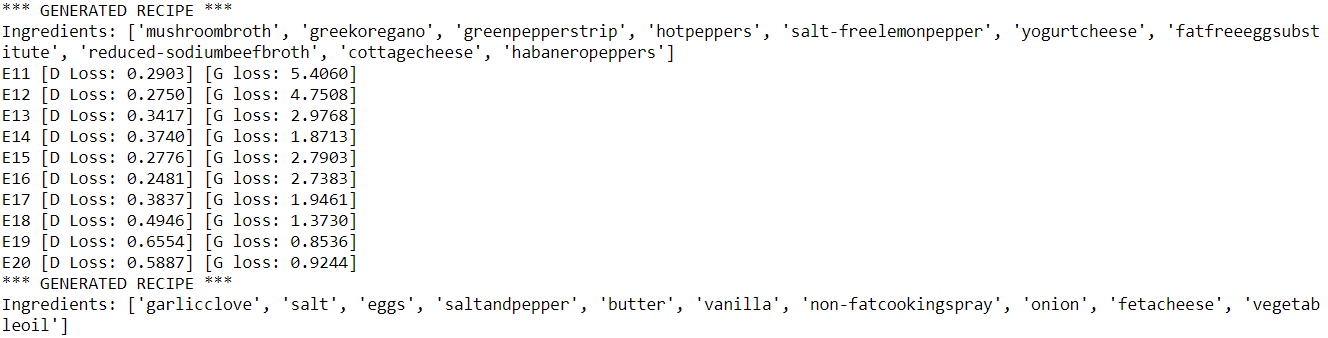 *** GENERATED RECIPE ***
Ingredients: ['mushroombroth', 'greekoregano', 'greenpepperstrip', 'hotpeppers', 'salt-freelemonpepper', 'yogurtcheese', 'fatfreeeggsubst
itute', 'reduced-sodiumbeefbroth', 'cottagecheese', 'habaneropeppers']
E11 [D Loss: 0.2903] [G loss: 5.4060]
E12 [D Loss: 0.2750] [G loss: 4.7508]
E13 [D Loss: 0.3417] [G loss: 2.9768]
E14 [D Loss: 0.3740] [G loss: 1.8713]
E15 [D Loss: 0.2776] [G loss: 2.7903]
E16 [D Loss: 0.2481] [G loss: 2.7383]
E17 [D Loss: 0.3837] [G loss: 1.9461]
E18 [D Loss: 0.4946] [G loss: 1.3730]
E19 [D Loss: 0.6554] [G loss: 0.8536]
E20 [D Loss: 0.5887] [G loss: 0.9244]
*** GENERATED RECIPE ***
Ingredients: ['garlicclove', 'salt', 'eggs', 'saltandpepper', 'butter', 'vanilla', 'non-fatcookingspray', 'onion', 'fetacheese', 'vegetab
leoil']